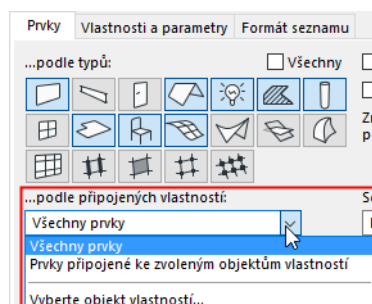 Prvky Vlastnosti a parametry Formát seznamu
...podle typů: Všechny
...podle připojených vlastností:
Všechny prvky
Všechny prvky
Prvky připojené ke zvoleným objektům vlastností
Vyberte objekt vlastností...